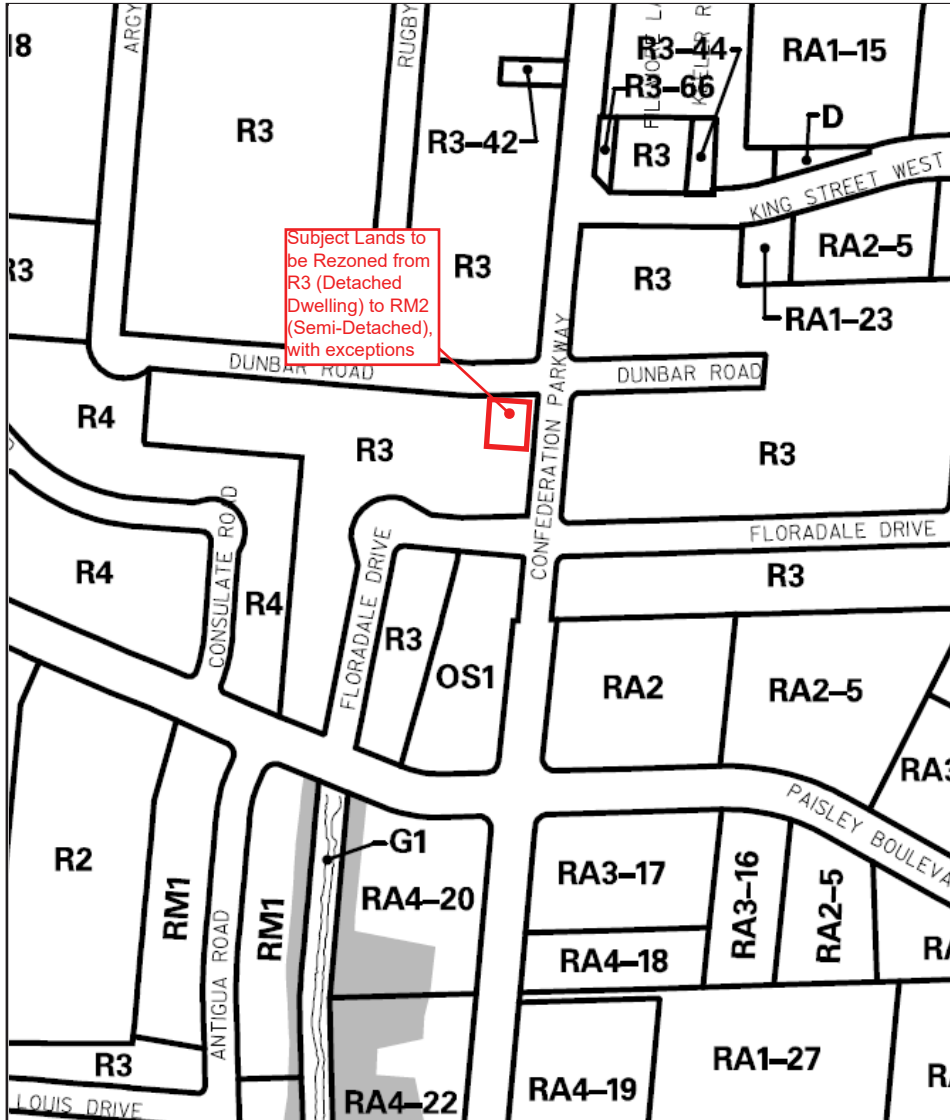 18
ARGY
RUGBY
R3-44
RA1-15
R3-66
R3
D
R3-42
R3
KING STREET WEST
R3
R3
R3
RA2-5
RA1-23
Subject Lands to
be Rezoned from
R3 (Detached
Dwelling) to RM2
(Semi-Detached),
with exceptions
DUNBAR ROAD
DUNBAR ROAD
CONFEDERATION PARKWAY
R4
R3
R3
FLORADALE DRIVE
R4
CONSULATE ROAD
R4
FLORADALE DRIVE
R3
OS1
R3
RA2
RA2-5
RA3
PAISLEY BOULEVA
R2
RM1
RM1
G1
RA4-20
RA3-17
RA3-16
RA2-5
RA4-18
RA
ANTIGUA ROAD
R3
LOUIS DRIVE
RA4-22
RA4-19
RA1-27
RA